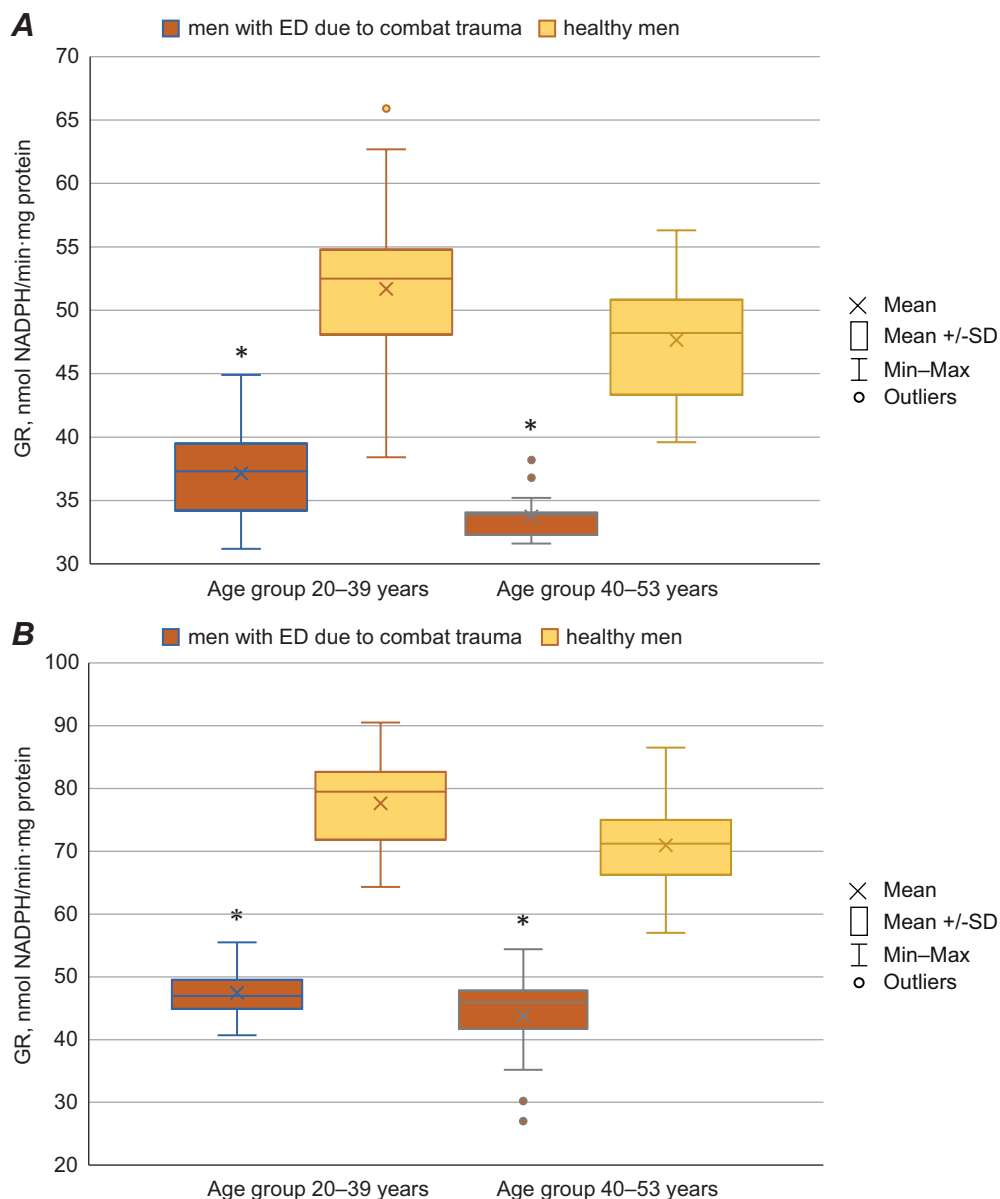 A
men with ED due to combat trauma healthy men
70
65
60
55
50
45
40
35
30
GR, nmol NADPH/min·mg protein
*
*
Mean
Mean +/-SD
Min–Max
Outliers
Age group 20–39 years Age group 40–53 years
B
men with ED due to combat trauma healthy men
100
90
80
70
60
50
40
30
20
GR, nmol NADPH/min·mg protein
*
*
Mean
Mean +/-SD
Min–Max
Outliers
Age group 20–39 years Age group 40–53 years